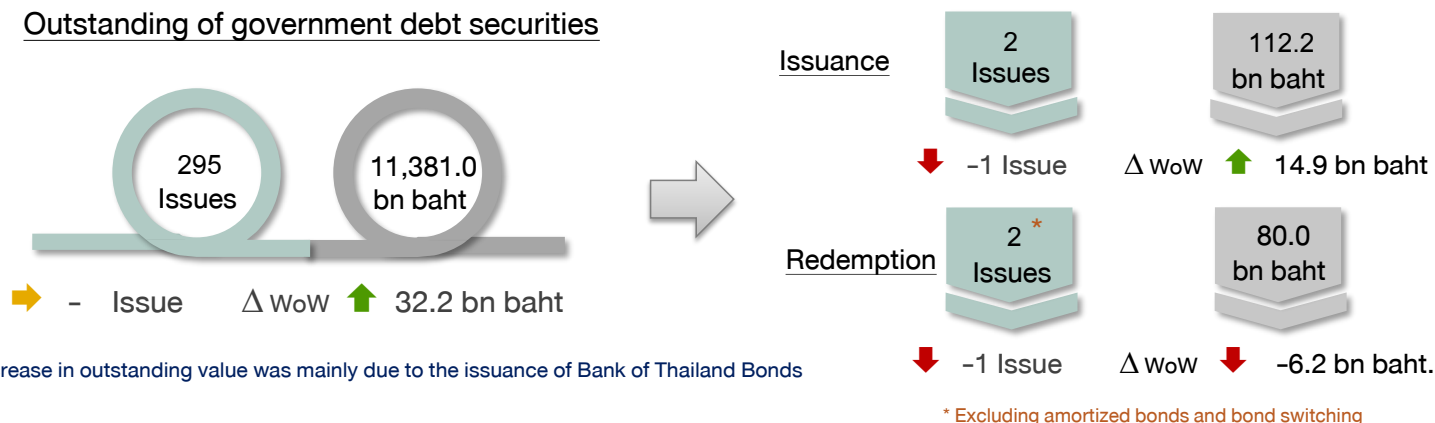 Outstanding of government debt securities
295
Issues
11,381.0
bn baht
- Issue
Δ WoW
32.2 bn baht
rease in outstanding value was mainly due to the issuance of Bank of Thailand Bonds
Issuance
2
Issues
112.2
bn baht
-1 Issue
Δ WoW
14.9 bn baht
Redemption
2 *
Issues
80.0
bn baht
-1 Issue
Δ WoW
-6.2 bn baht.
* Excluding amortized bonds and bond switching